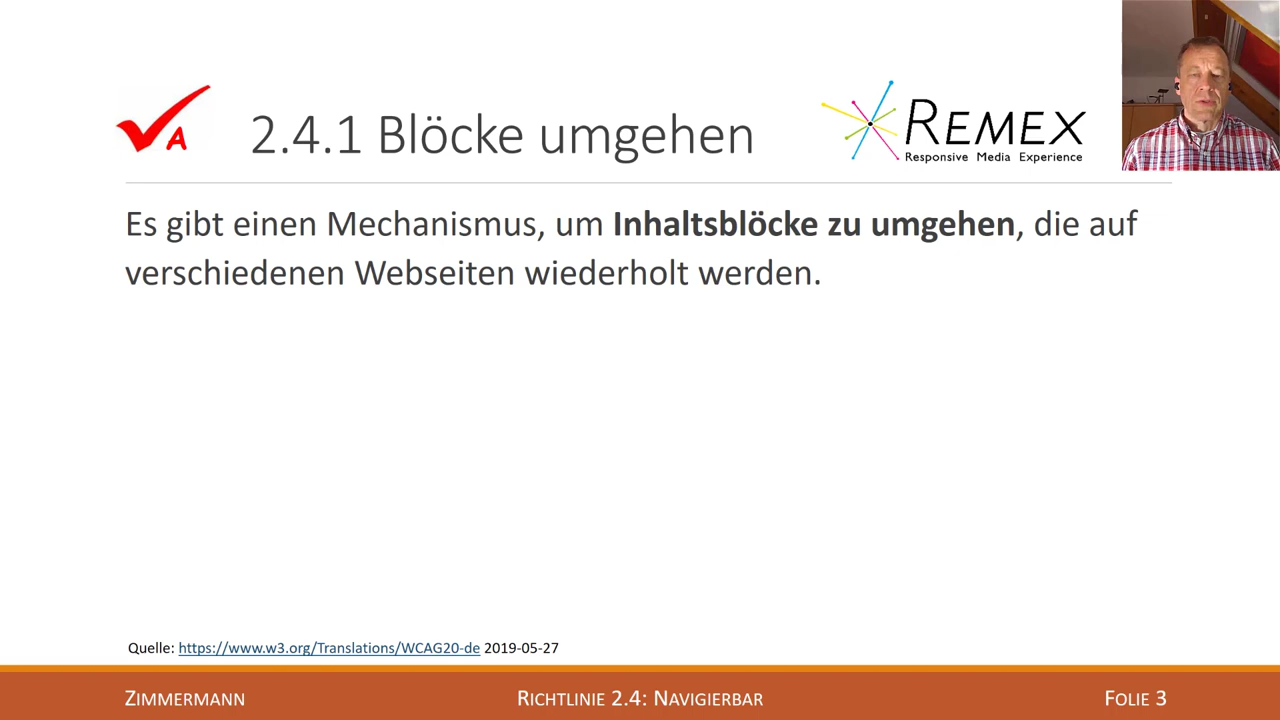 A
2.4.1 Blöcke umgehen
REMEX
Responsive Media Experience
Es gibt einen Mechanismus, um Inhaltsblöcke zu umgehen, die auf
verschiedenen Webseiten wiederholt werden.
Quelle: https://www.w3.org/Translations/WCAG20-de 2019-05-27
ZIMMERMANN
RICHTLINIE 2.4: NAVIGIERBAR
FOLIE 3